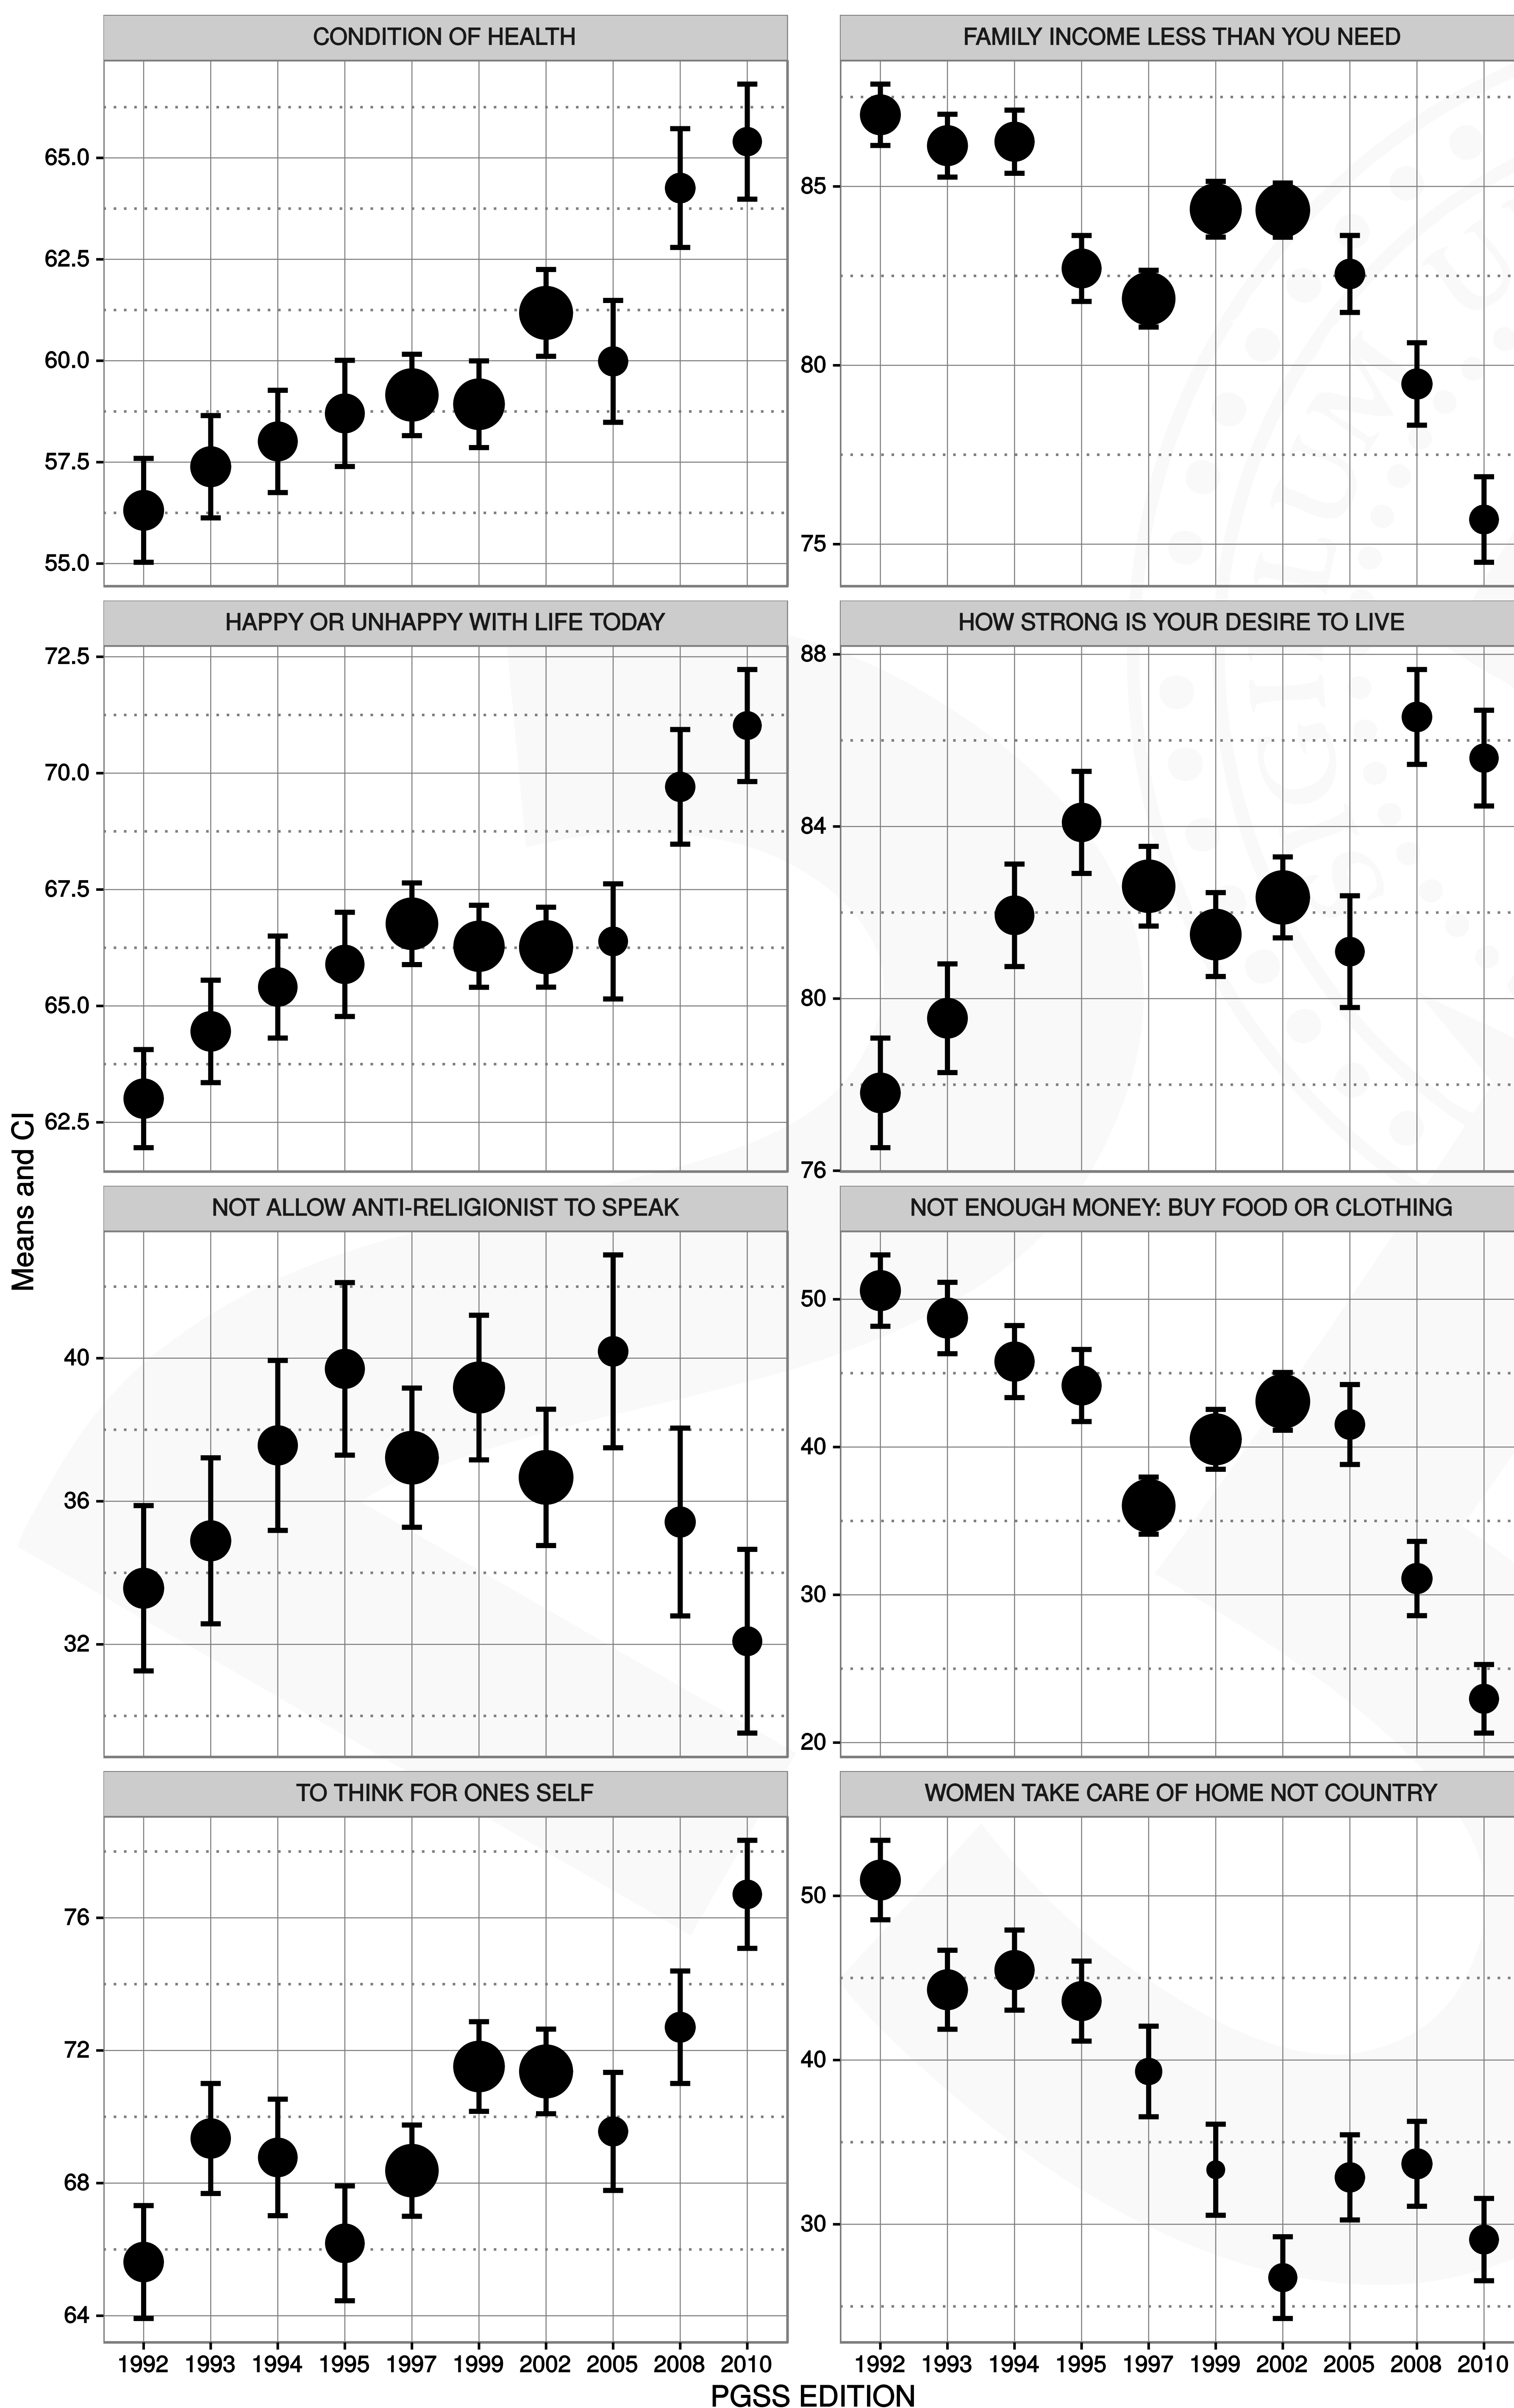 CONDITION OF HEALTH
FAMILY INCOME LESS THAN YOU NEED
65.0
62.5
60.0
57.5
55.0
85
80
75
HAPPY OR UNHAPPY WITH LIFE TODAY
HOW STRONG IS YOUR DESIRE TO LIVE
72.5
70.0
67.5
65.0
62.5
88
84
80
76
Means and CI
NOT ALLOW ANTI-RELIGIONIST TO SPEAK
NOT ENOUGH MONEY: BUY FOOD OR CLOTHING
40
36
32
50
40
30
20
TO THINK FOR ONES SELF
WOMEN TAKE CARE OF HOME NOT COUNTRY
76
72
68
64
50
40
30
1992 1993 1994 1995 1997 1999 2002 2005 2008 2010
1992 1993 1994 1995 1997 1999 2002 2005 2008 2010
PGSS EDITION